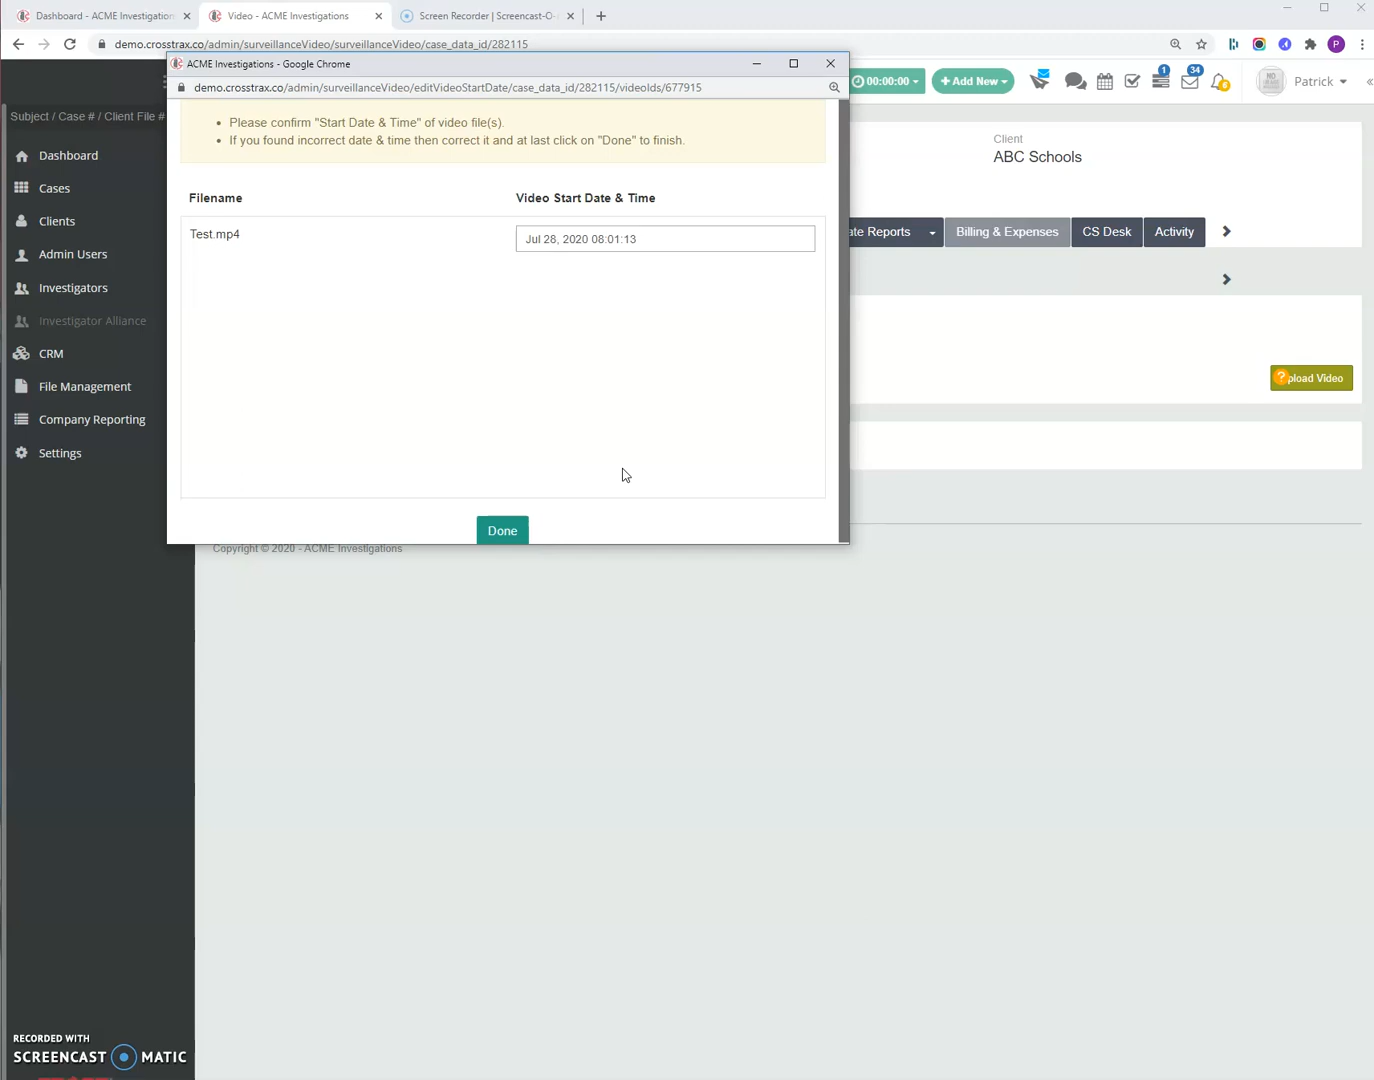 Dashboard - ACME Investigation
Video - ACME Investigations
Screen Recorder | Screencast-O-
demo.crosstrax.co/admin/surveillanceVideo/surveillanceVideo/case_data_id/282115
P
ACME Investigations - Google Chrome
demo.crosstrax.co/admin/surveillanceVideo/editVideoStartDate/case_data_id/282115/videoIds/677915
00:00:00
+ Add New
1
34
6
NO
Patrick
Subject / Case # / Client File #
Dashboard
Cases
Clients
Admin Users
Investigators
Investigator Alliance
CRM
File Management
Company Reporting
Settings
Please confirm "Start Date & Time" of video file(s).
If you found incorrect date & time then correct it and at last click on "Done" to finish.
Filename
Video Start Date & Time
Test.mp4
Jul 28, 2020 08:01:13
Done
Client
ABC Schools
ate Reports
Billing & Expenses
CS Desk
Activity
?pload Video
Copyright © 2020 - ACME Investigations
RECORDED WITH
SCREENCAST MATIC